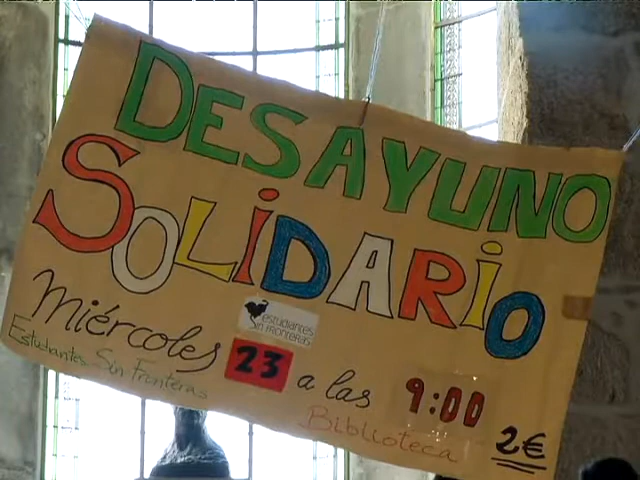 DESAYUNO
SOLiDARiO
estudiantes
SiN FRONTERAS
Miércoles 23 a las 9:00
Estudiantes Sin Fronteras
Biblioteca
2€